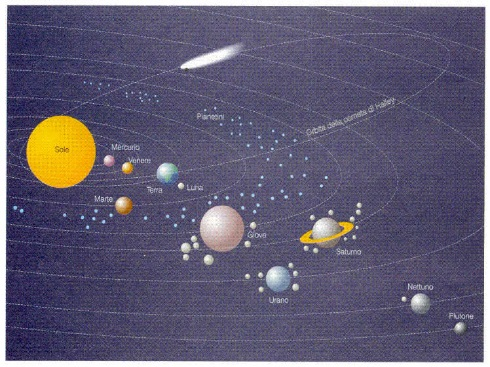 Pianetini
Orbita della cometa di Halley
Sole
Mercurio
Venere
Terra
Luna
Marte
Giove
Saturno
Urano
Nettuno
Plutone